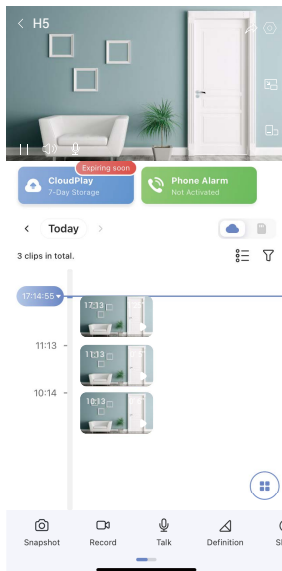 H5
Expiring soon
CloudPlay
7-Day Storage
Phone Alarm
Not Activated
Today
3 clips in total.
17:14:55
17:13
11:13
11:13
10:14
10:13
Snapshot
Record
Talk
Definition